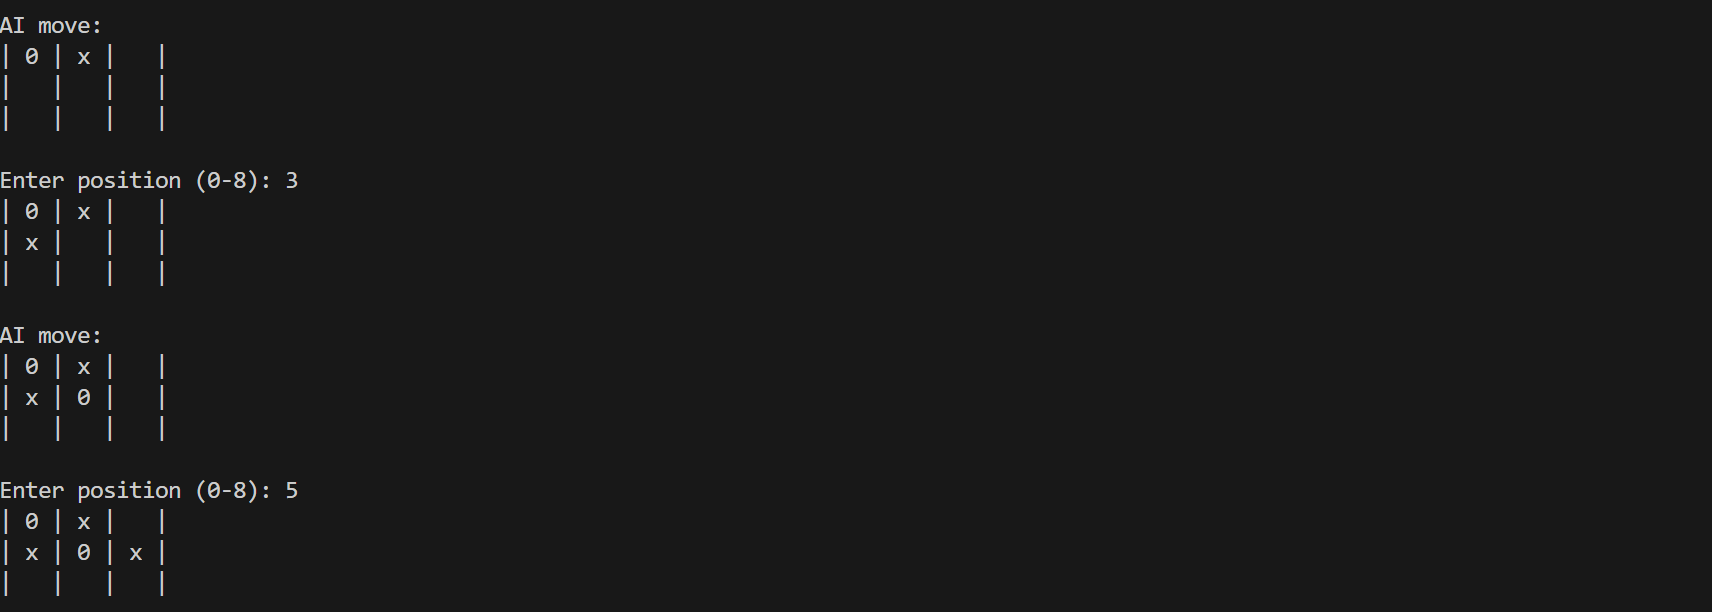 AI move:
| 0 | x |   |
|   |   |   |
|   |   |   |

Enter position (0-8): 3
| 0 | x |   |
| x |   |   |
|   |   |   |

AI move:
| 0 | x |   |
| x | 0 |   |
|   |   |   |

Enter position (0-8): 5
| 0 | x |   |
| x | 0 | x |
|   |   |   |